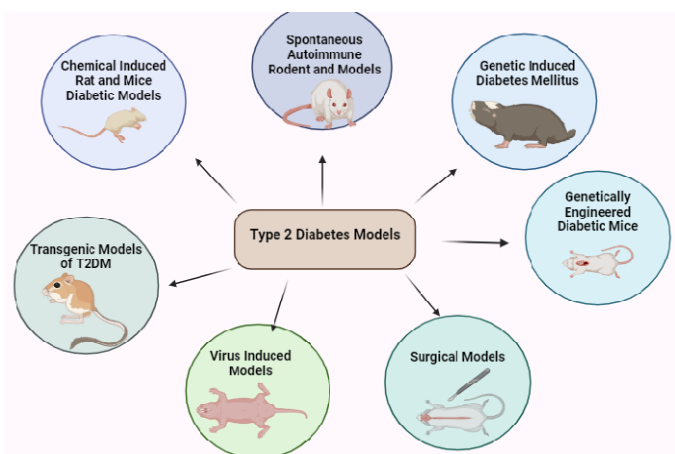 Chemical Induced
Rat and Mice
Diabetic Models
Spontaneous
Autoimmune
Rodent and Models
Genetic Induced
Diabetes Mellitus
Genetically
Engineered
Diabetic Mice
Type 2 Diabetes Models
Transgenic Models
of T2DM
Virus Induced
Models
Surgical Models